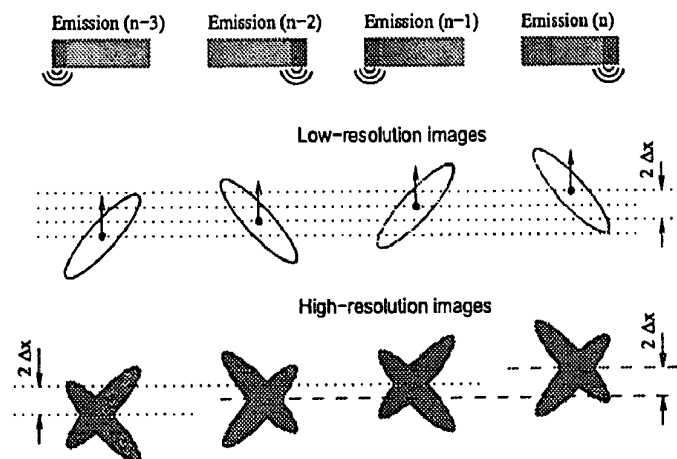 Emission (n−3) Emission (n−2) Emission (n−1) Emission (n)
Low−resolution images
2 Δx
High−resolution images
2 Δx
2 Δx